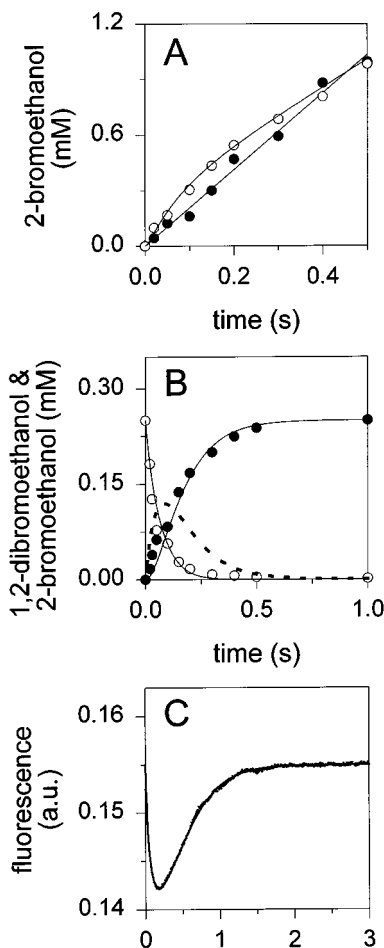 A
2-bromoethanol
(mM)
1.2
0.6
0.0
0.0 0.2 0.4
time (s)
B
1,2-dibromoethanol &
2-bromoethanol (mM)
0.30
0.15
0.00
0.0 0.5 1.0
time (s)
C
fluorescence
(a.u.)
0.16
0.15
0.14
0 1 2 3